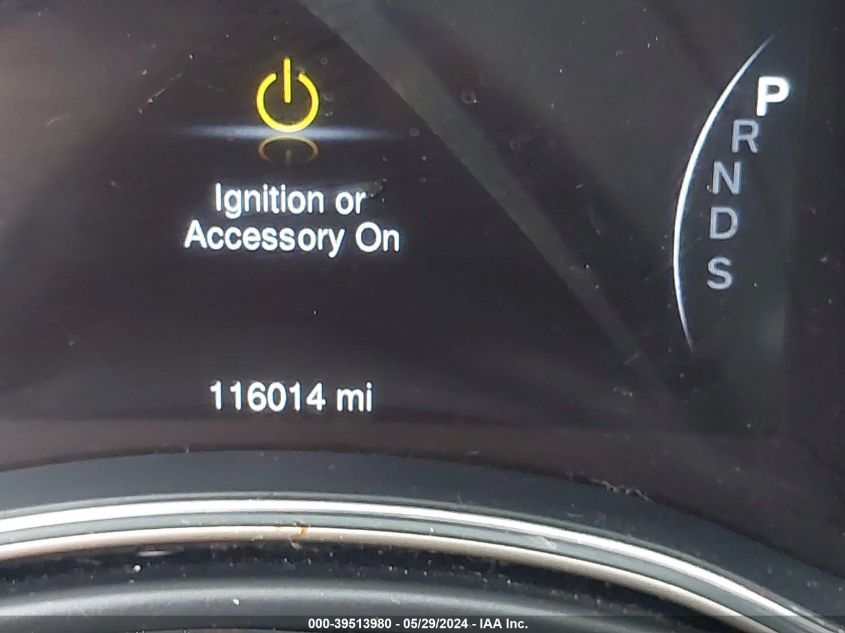 P
R
N
D
S
Ignition or
Accessory On
116014 mi
000-39513980 - 05/29/2024 - IAA Inc.